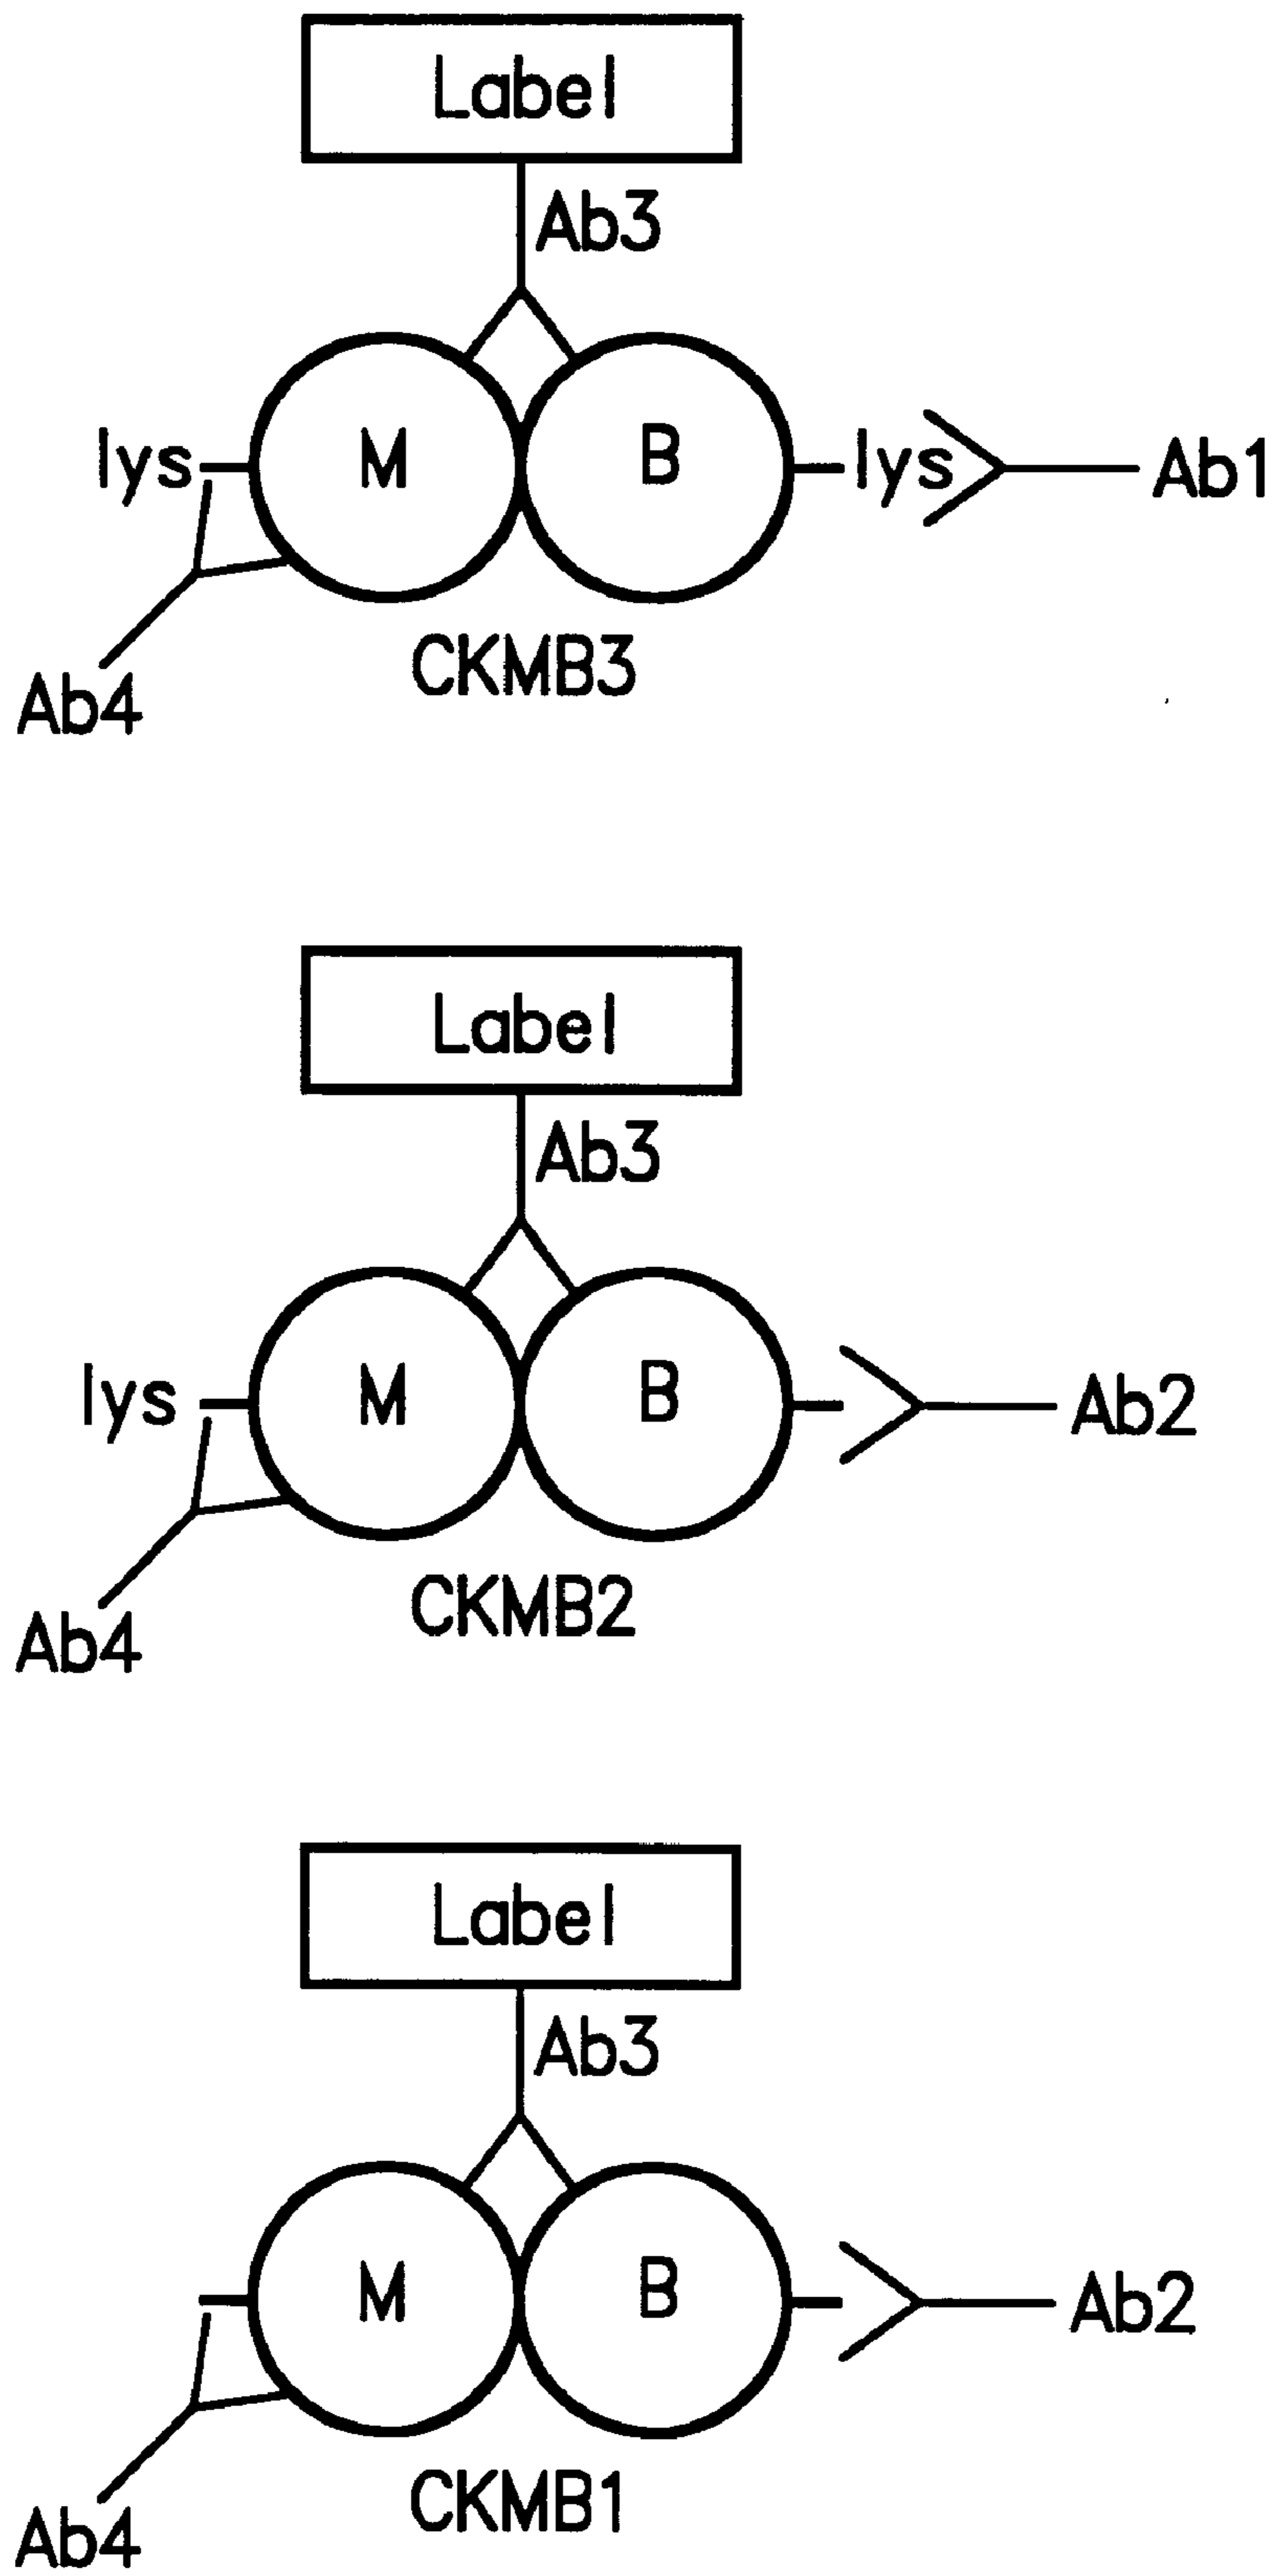 Label
Ab3
lys M B lys Ab1
Ab4
CKMB3
Label
Ab3
lys M B Ab2
Ab4
CKMB2
Label
Ab3
M B Ab2
Ab4
CKMB1